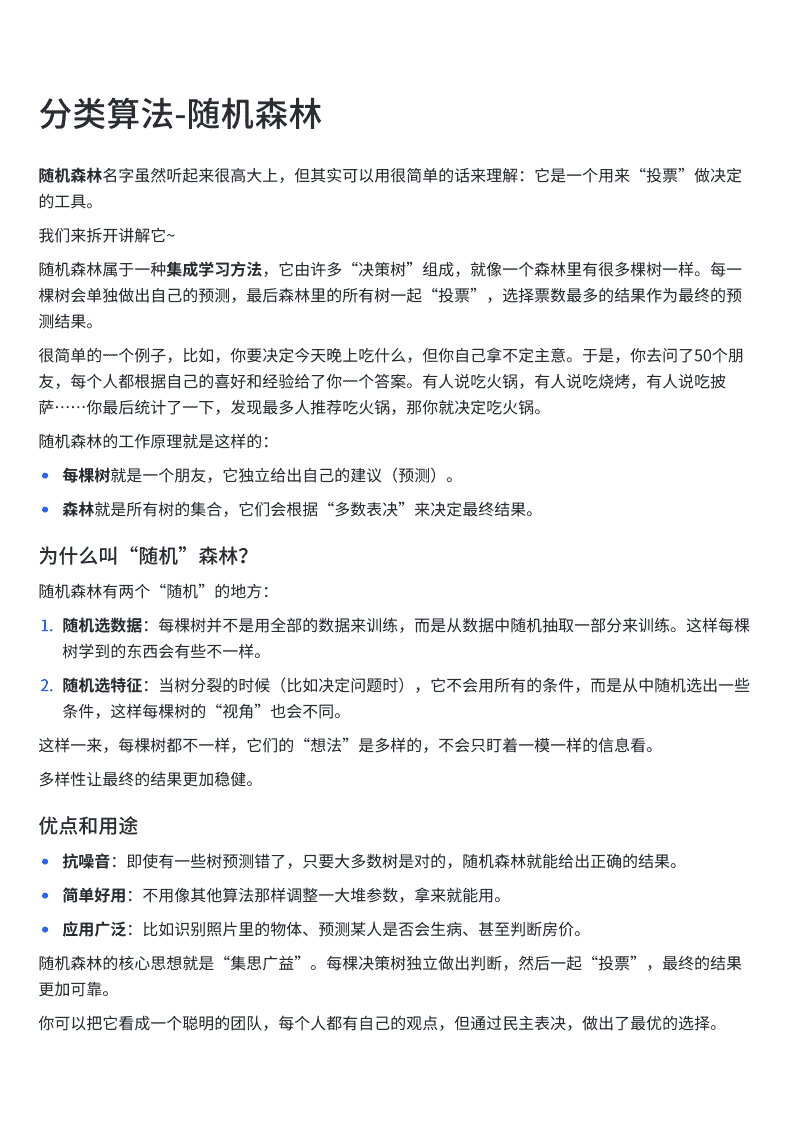 分类算法-随机森林
随机森林名字虽然听起来很高大上，但其实可以用很简单的话来理解：它是一个用来“投票”做决定
的工具。
我们来拆开讲解它~
随机森林属于一种集成学习方法，它由许多“决策树”组成，就像一个森林里有很多棵树一样。每一
棵树会单独做出自己的预测，最后森林里的所有树一起“投票”，选择票数最多的结果作为最终的预
测结果。
很简单的一个例子，比如，你要决定今天晚上吃什么，但你自己拿不定主意。于是，你去问了50个朋
友，每个人都根据自己的喜好和经验给了你一个答案。有人说吃火锅，有人说吃烧烤，有人说吃披
萨……你最后统计了一下，发现最多人推荐吃火锅，那你就决定吃火锅。
随机森林的工作原理就是这样的：
• 每棵树就是一个朋友，它独立给出自己的建议（预测）。
• 森林就是所有树的集合，它们会根据“多数表决”来决定最终结果。
为什么叫“随机”森林？
随机森林有两个“随机”的地方：
1. 随机选数据：每棵树并不是用全部的数据来训练，而是从数据中随机抽取一部分来训练。这样每棵
树学到的东西会有些不一样。
2. 随机选特征：当树分裂的时候（比如决定问题时），它不会用所有的条件，而是从中随机选出一些
条件，这样每棵树的“视角”也会不同。
这样一来，每棵树都不一样，它们的“想法”是多样的，不会只盯着一模一样的信息看。
多样性让最终的结果更加稳健。
优点和用途
• 抗噪音：即使有一些树预测错了，只要大多数树是对的，随机森林就能给出正确的结果。
• 简单好用：不用像其他算法那样调整一大堆参数，拿来就能用。
• 应用广泛：比如识别照片里的物体、预测某人是否会生病、甚至判断房价。
随机森林的核心思想就是“集思广益”。每棵决策树独立做出判断，然后一起“投票”，最终的结果
更加可靠。
你可以把它看成一个聪明的团队，每个人都有自己的观点，但通过民主表决，做出了最优的选择。